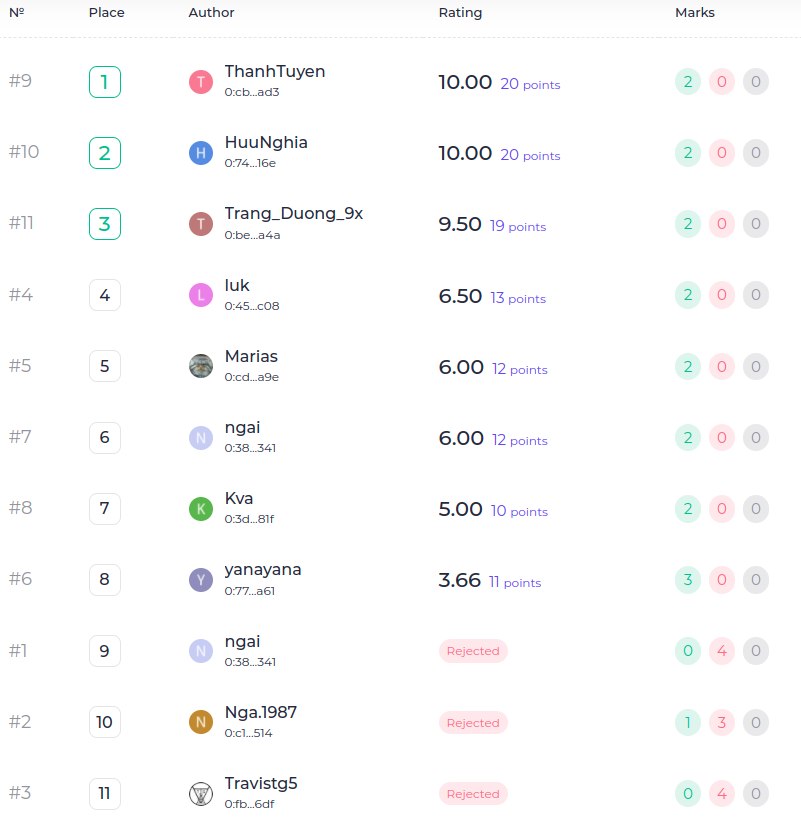 Nº Place Author Rating Marks
#9 1 T ThanhTuyen 10.00 20 points 2 0 0
0:cb...ad3
#10 2 H HuuNghia 10.00 20 points 2 0 0
0:74...16e
#11 3 T Trang_Duong_9x 9.50 19 points 2 0 0
0:be...a4a
#4 4 L luk 6.50 13 points 2 0 0
0:45...c08
#5 5 Marias 6.00 12 points 2 0 0
0:cd...a9e
#7 6 N ngai 6.00 12 points 2 0 0
0:38...341
#8 7 K Kva 5.00 10 points 2 0 0
0:3d...81f
#6 8 Y yanayana 3.66 11 points 3 0 0
0:77...a61
#1 9 N ngai Rejected 0 4 0
0:38...341
#2 10 N Nga.1987 Rejected 1 3 0
0:c1...514
#3 11 Travistg5 Rejected 0 4 0
0:fb...6df